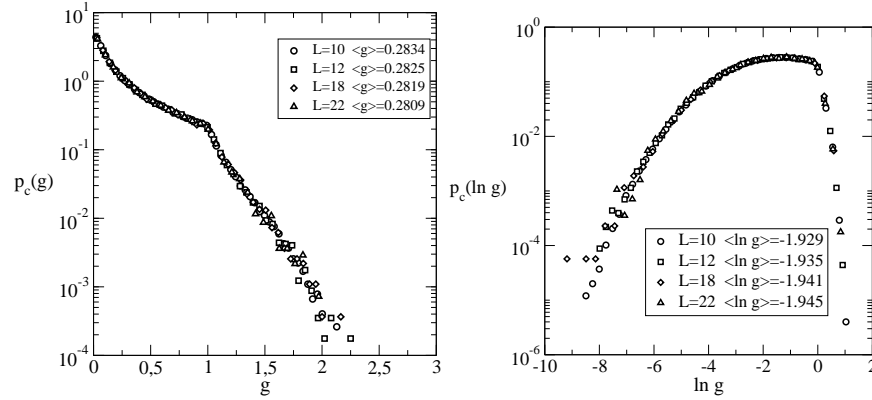 10^1
10^0
10^-1
10^-2
10^-3
10^-4
p_c(g)
0 0,5 1 1,5 2 2,5 3
g
L=10 <g>=0.2834
L=12 <g>=0.2825
L=18 <g>=0.2819
L=22 <g>=0.2809
10^0
10^-2
10^-4
10^-6
p_c(ln g)
-10 -8 -6 -4 -2 0 2
ln g
L=10 <ln g>=-1.929
L=12 <ln g>=-1.935
L=18 <ln g>=-1.941
L=22 <ln g>=-1.945